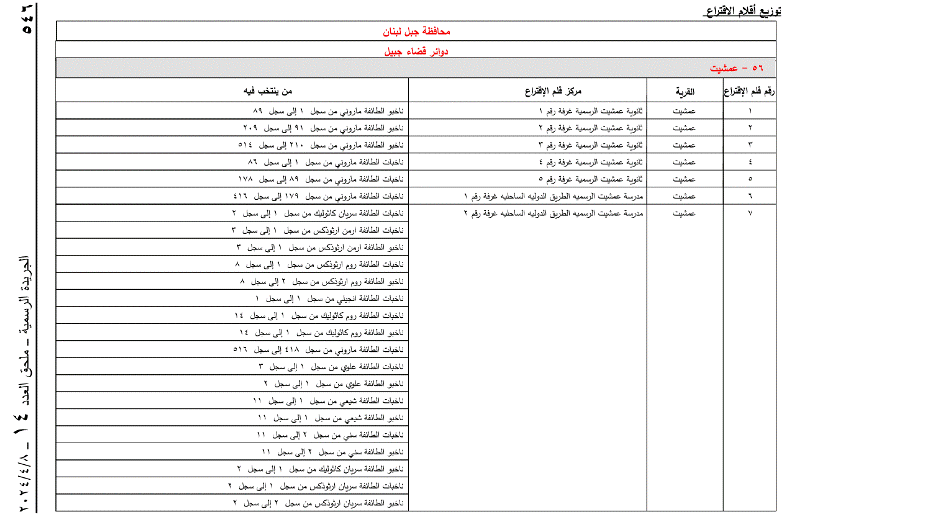 توزيع أقلام الإقتراع
محافظة جبل لبنان
دوائر قضاء جبيل
٥٦ - عمشيت
رقم قلم الإقتراع القرية مركز قلم الإقتراع من ينتخب فيه
١ عمشيت ثانوية عمشيت الرسمية غرفة رقم ١ ناخبو الطائفة ماروني من سجل ١ إلى سجل ٨٩
٢ عمشيت ثانوية عمشيت الرسمية غرفة رقم ٢ ناخبو الطائفة ماروني من سجل ٩١ إلى سجل ٢٠٩
٣ عمشيت ثانوية عمشيت الرسمية غرفة رقم ٣ ناخبو الطائفة ماروني من سجل ٢١٠ إلى سجل ٥١٤
٤ عمشيت ثانوية عمشيت الرسمية غرفة رقم ٤ ناخبات الطائفة ماروني من سجل ١ إلى سجل ٨٦
٥ عمشيت ثانوية عمشيت الرسمية غرفة رقم ٥ ناخبات الطائفة ماروني من سجل ٨٩ إلى سجل ١٧٨
٦ عمشيت مدرسة عمشيت الرسميه الطريق الدوليه الساحليه غرفة رقم ١ ناخبات الطائفة ماروني من سجل ١٧٩ إلى سجل ٤١٦
٧ عمشيت مدرسة عمشيت الرسميه الطريق الدوليه الساحليه غرفة رقم ٢ ناخبات الطائفة سريان كاثوليك من سجل ١ إلى سجل ٢
ناخبات الطائفة ارمن ارثوذكس من سجل ١ إلى سجل ٣
ناخبو الطائفة ارمن ارثوذكس من سجل ١ إلى سجل ٣
ناخبات الطائفة روم ارثوذكس من سجل ١ إلى سجل ٨
ناخبو الطائفة روم ارثوذكس من سجل ٢ إلى سجل ٨
ناخبات الطائفة انجيلي من سجل ١ إلى سجل ١
ناخبات الطائفة روم كاثوليك من سجل ١ إلى سجل ١٤
ناخبو الطائفة روم كاثوليك من سجل ١ إلى سجل ١٤
ناخبات الطائفة ماروني من سجل ٤١٨ إلى سجل ٥١٦
ناخبات الطائفة علوي من سجل ١ إلى سجل ٣
ناخبو الطائفة علوي من سجل ١ إلى سجل ٢
ناخبات الطائفة شيعي من سجل ١ إلى سجل ١١
ناخبو الطائفة شيعي من سجل ١ إلى سجل ١١
ناخبات الطائفة سني من سجل ٢ إلى سجل ١١
ناخبو الطائفة سني من سجل ٢ إلى سجل ١١
ناخبو الطائفة سريان كاثوليك من سجل ١ إلى سجل ٢
ناخبات الطائفة سريان ارثوذكس من سجل ١ إلى سجل ٢
ناخبو الطائفة سريان ارثوذكس من سجل ٢ إلى سجل ٢
٥٤٦
الجريدة الرسمية – ملحق العدد ١٤ – ٢٠٢٤/٤/٨